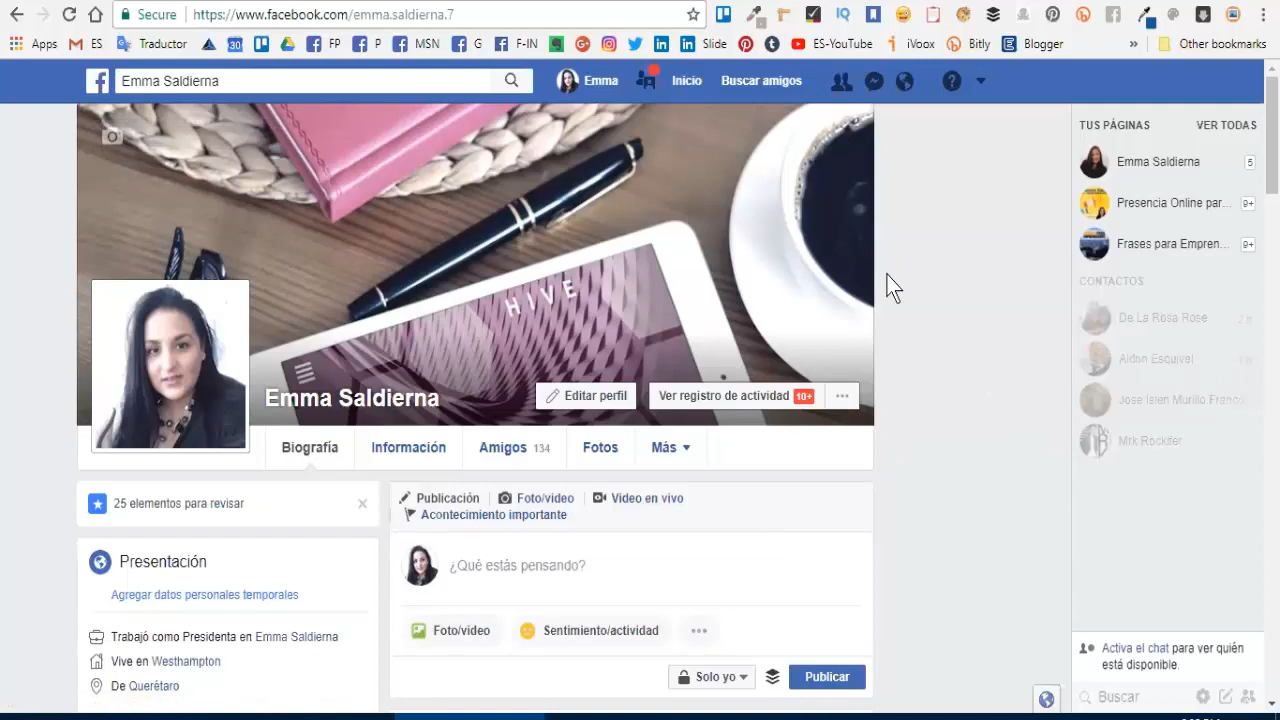 Secure https://www.facebook.com/emma.saldierna.7
Apps ES Traductor 30 FP P MSN G F-IN Slide ES-YouTube iVoox Bitly Blogger » Other bookmarks
Emma Saldierna Emma Inicio Buscar amigos
HIVE
Emma Saldierna Editar perfil Ver registro de actividad 10+ ...
Biografía Información Amigos 134 Fotos Más
25 elementos para revisar
Presentación
Agregar datos personales temporales
Trabajó como Presidenta en Emma Saldierna
Vive en Westhampton
De Querétaro
Publicación Foto/video Video en vivo
Acontecimiento importante
¿Qué estás pensando?
Foto/video Sentimiento/actividad ...
Solo yo Publicar
TUS PÁGINAS VER TODAS
Emma Saldierna 5
Presencia Online par... 9+
Frases para Empren... 9+
CONTACTOS
De La Rosa Rose
Esquivel
Jose Murillo
Mrk Rockfer
Activa el chat para ver quién
está disponible.
Buscar